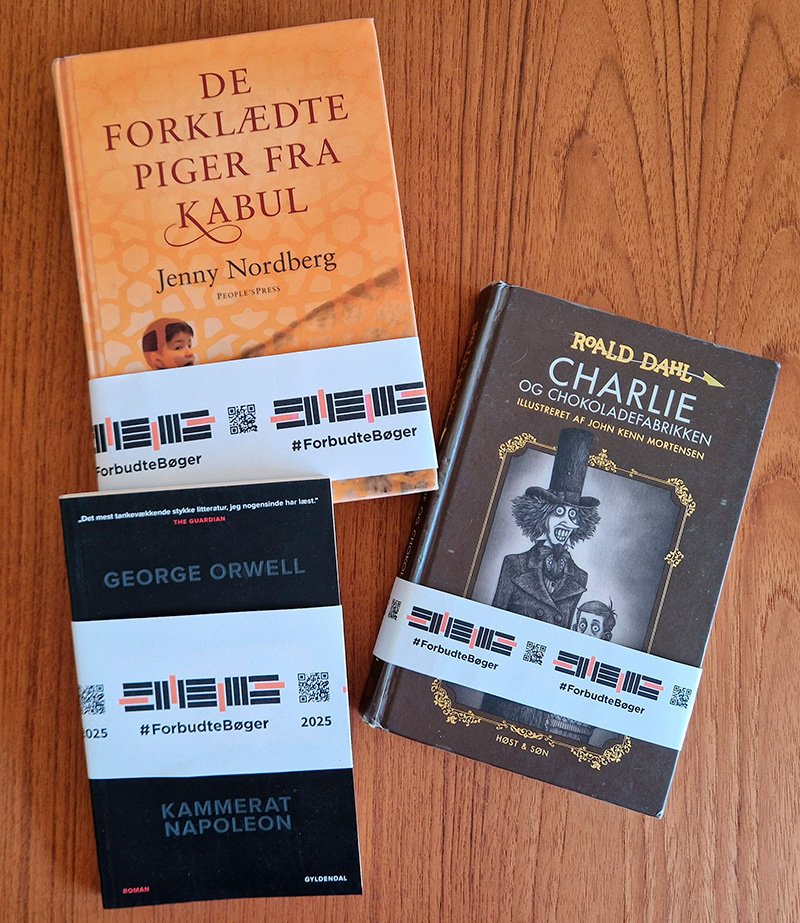 DE
FORKLÆDTE
PIGER FRA
KABUL
Jenny Nordberg
PEOPLE'SPRESS
#ForbudteBøger
ROALD DAHL
CHARLIE
OG CHOKOLADEFABRIKKEN
ILLUSTRERET AF JOHN KENN MORTENSEN
#ForbudteBøger
#ForbudteBøger
HØST & SØN
„Det mest tankevækkende stykke litteratur, jeg nogensinde har læst.”
THE GUARDIAN
GEORGE ORWELL
#ForbudteBøger
2025
KAMMERAT
NAPOLEON
ROMAN
GYLDENDAL